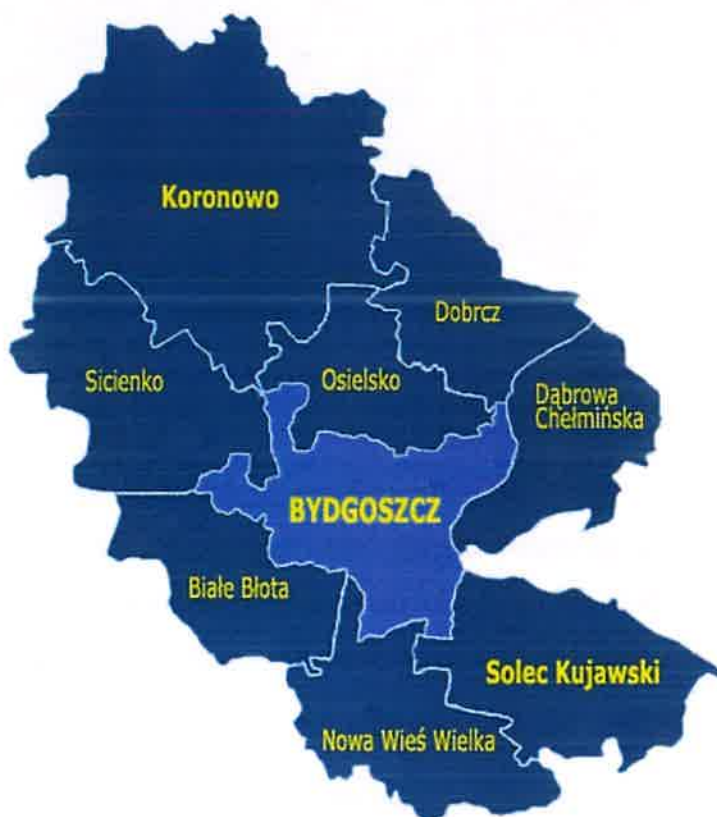 Koronowo
Dobrcz
Sicienko
Osielsko
Dąbrowa
Chełmińska
BYDGOSZCZ
Białe Błota
Solec Kujawski
Nowa Wieś Wielka